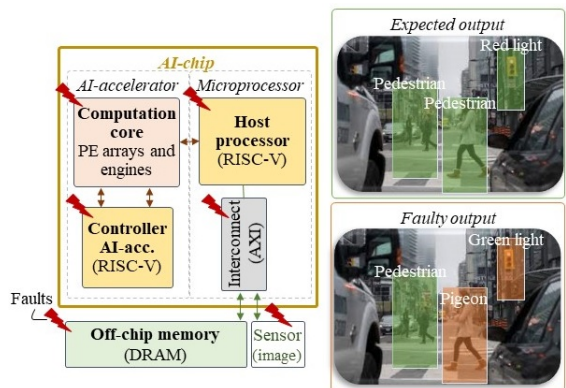 AI-chip
AI-accelerator
Microprocessor
Computation
core
PE arrays and
engines
Host
processor
(RISC-V)
Controller
AI-acc.
(RISC-V)
Interconnect
(AXI)
Faults
Off-chip memory
(DRAM)
Sensor
(image)
Expected output
Red light
Pedestrian
Pedestrian
Faulty output
Green light
Pedestrian
Pigeon